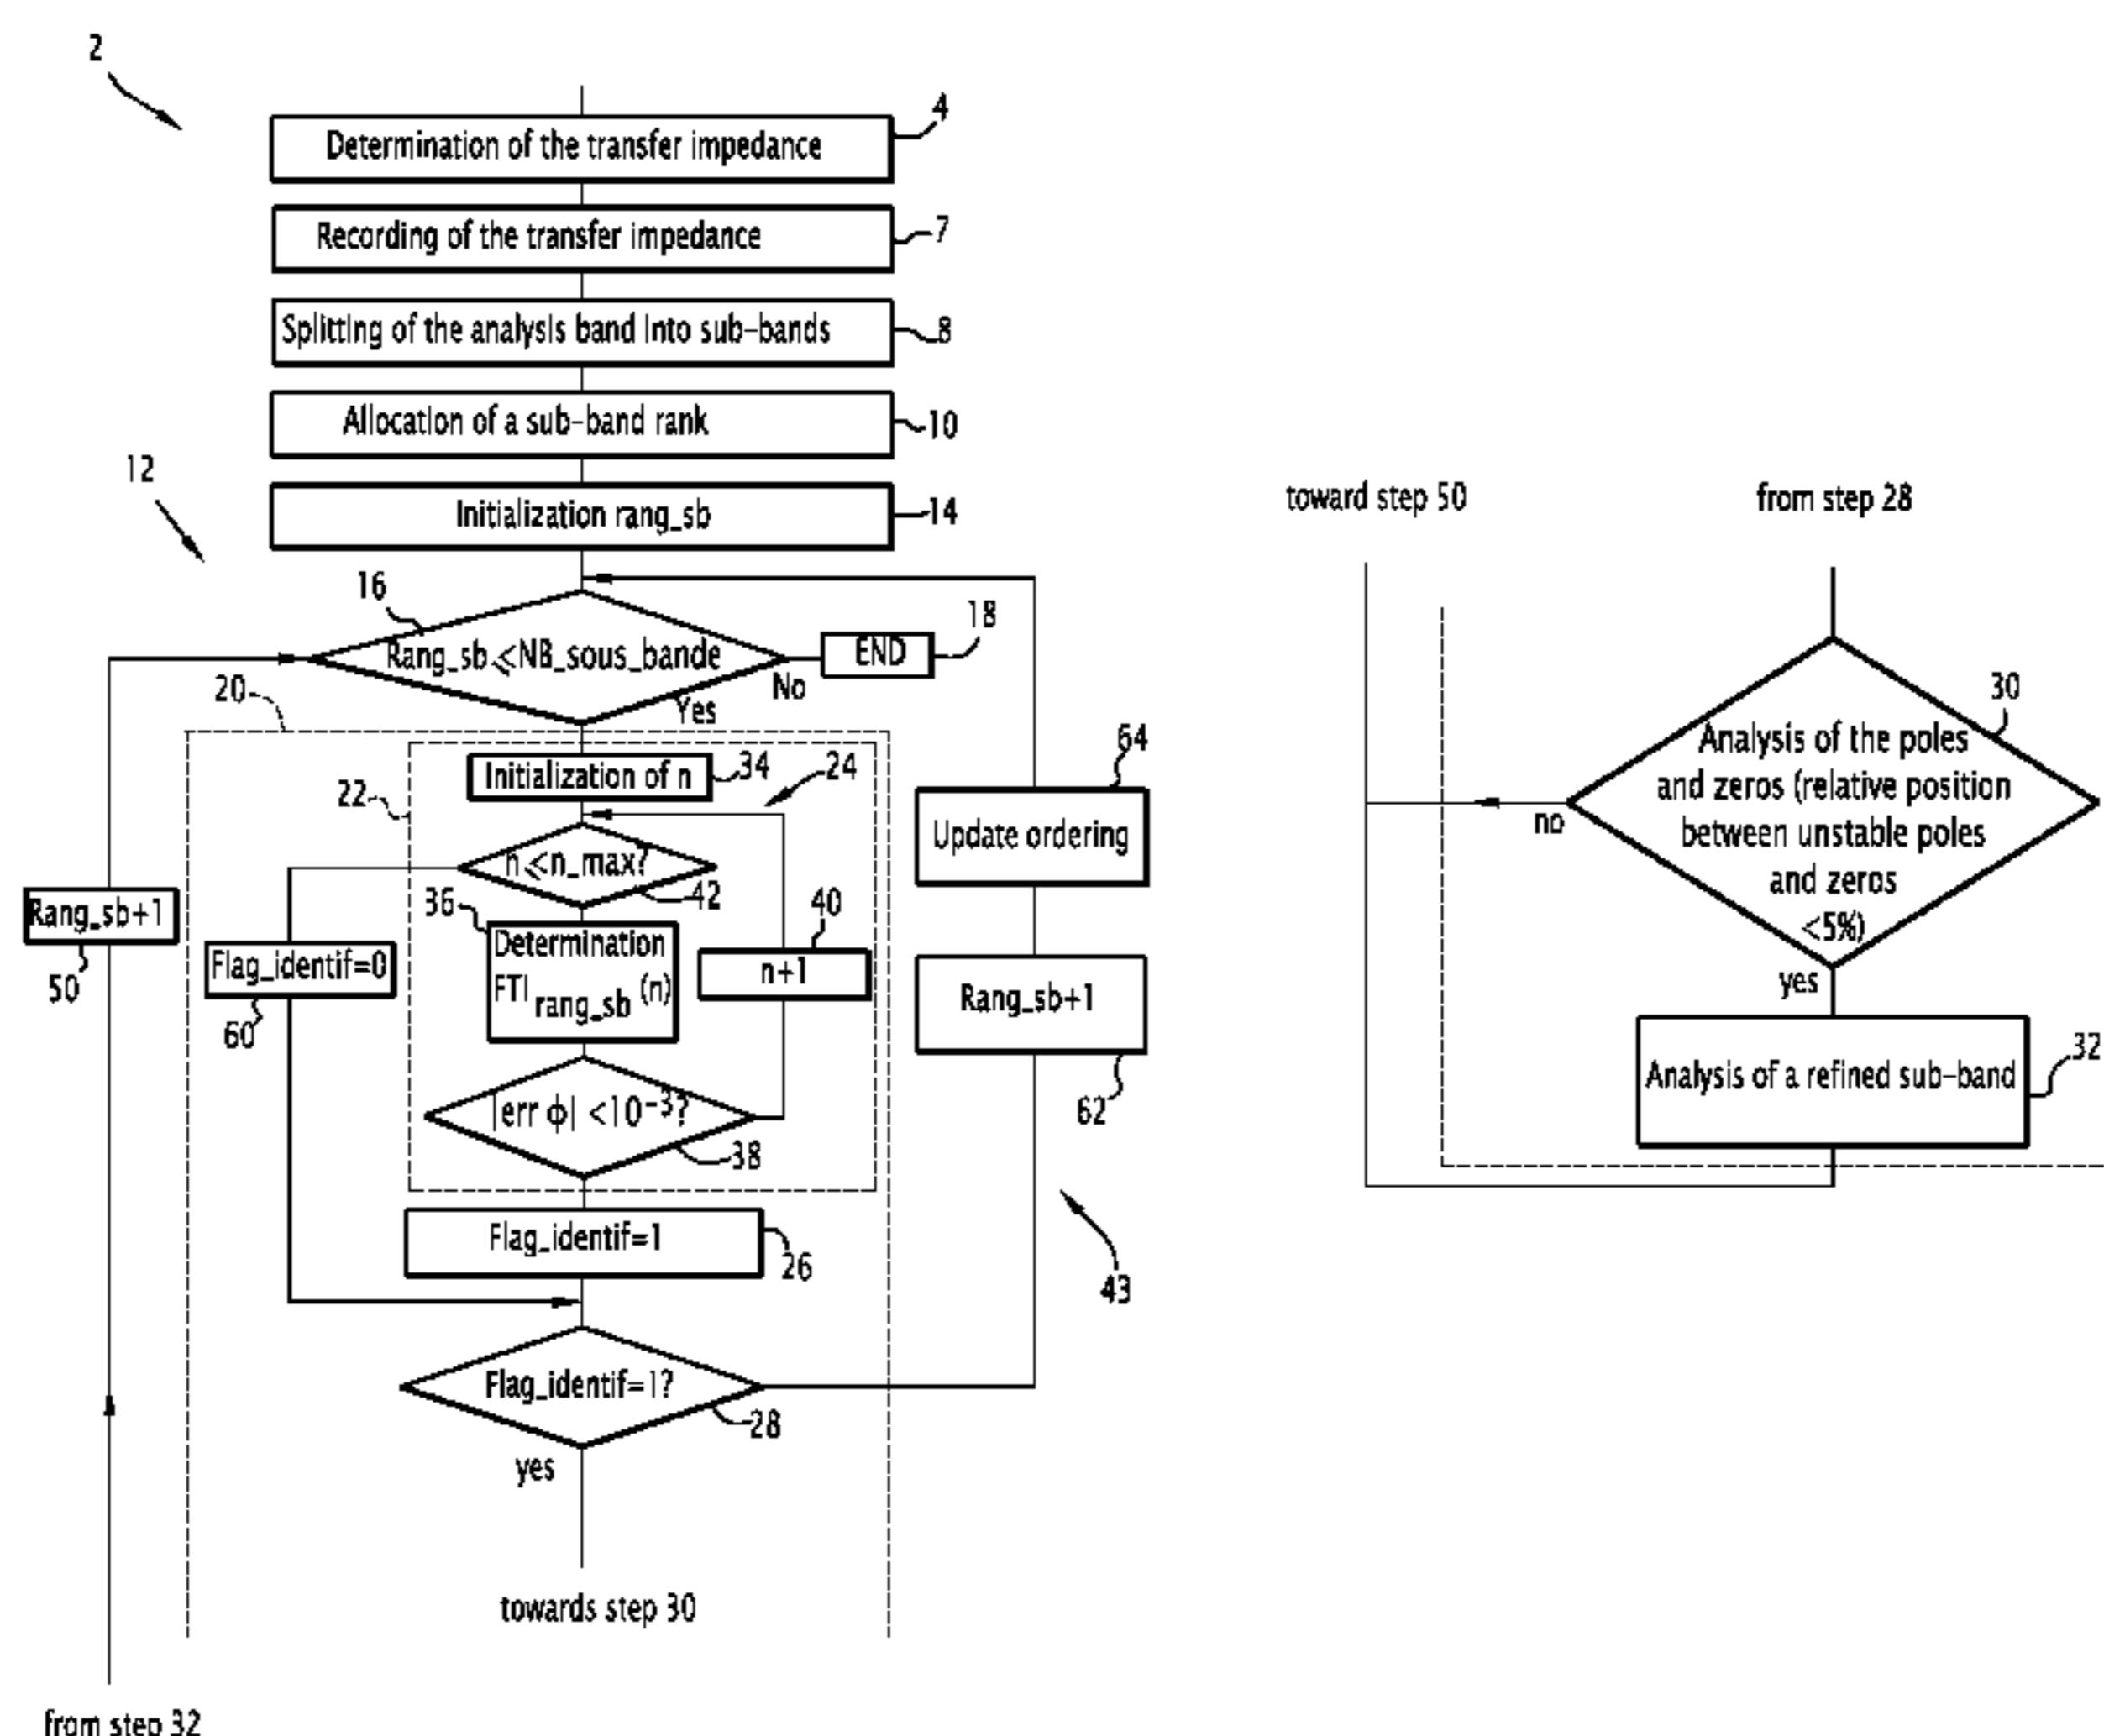 2
Determination of the transfer impedance
4
Recording of the transfer impedance
7
Splitting of the analysis band into sub-bands
8
Allocation of a sub-band rank
10
12
Initialization rang_sb
14
16
Rang_sb ⩽NB_sous_bande
END
18
No
Yes
20
Initialization of n
34
24
22
n ⩽n_max?
42
36
Determination
FTI rang_sb (n)
40
n+1
Rang_sb+1
50
Flag_identif=0
60
|err ϕ| <10⁻³?
38
Flag_identif=1
26
Flag_identif=1?
28
yes
towards step 30
from step 32
64
Update ordering
Rang_sb+1
62
43
toward step 50
from step 28
30
Analysis of the poles
and zeros (relative position
between unstable poles
and zeros
<5%)
no
yes
Analysis of a refined sub-band
32